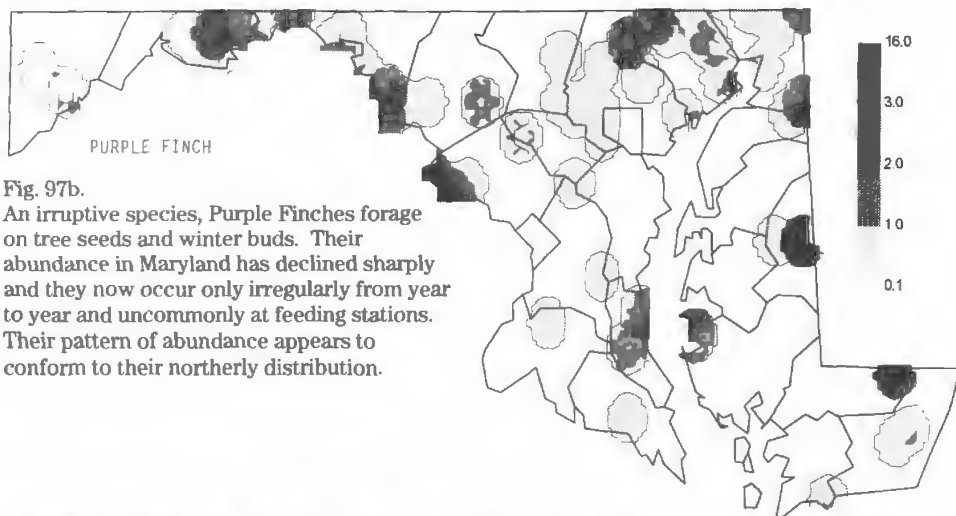 16.0
3.0
2.0
1.0
0.1
PURPLE FINCH
Fig. 97b.
An irruptive species, Purple Finches forage
on tree seeds and winter buds. Their
abundance in Maryland has declined sharply
and they now occur only irregularly from year
to year and uncommonly at feeding stations.
Their pattern of abundance appears to
conform to their northerly distribution.